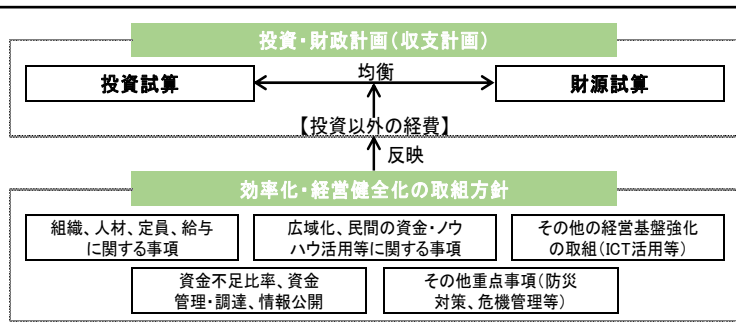 投資・財政計画（収支計画）
投資試算
均衡
財源試算
【投資以外の経費】
反映
効率化・経営健全化の取組方針
組織、人材、定員、給与
に関する事項
広域化、民間の資金・ノウ
ハウ活用等に関する事項
その他の経営基盤強化
の取組（ICT活用等）
資金不足比率、資金
管理・調達、情報公開
その他重点事項（防災
対策、危機管理等）